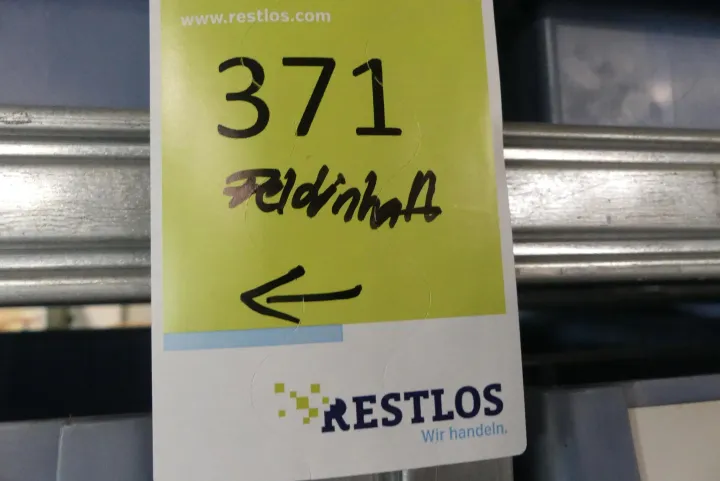 www.restlos.com
371
Feldinhalt
←
RESTLOS
Wir handeln.